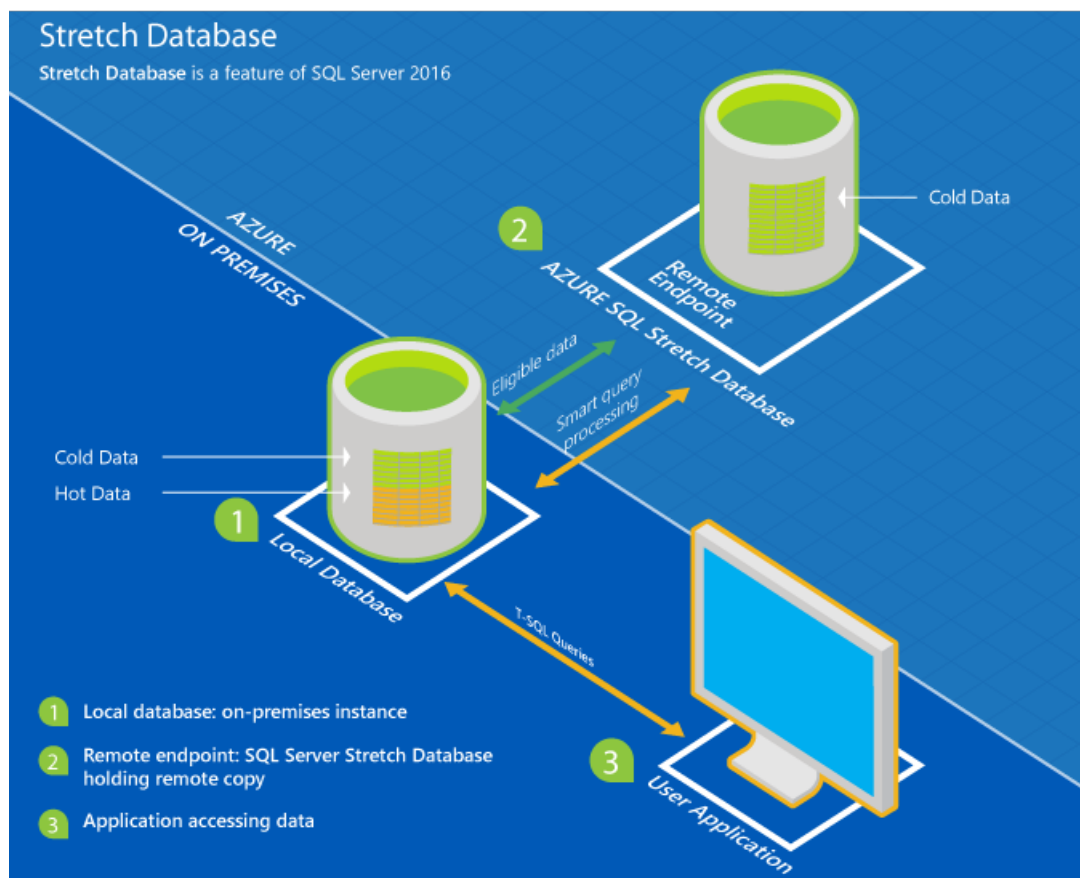 Stretch Database
Stretch Database is a feature of SQL Server 2016
Cold Data
2
AZURE
ON PREMISES
Remote
Endpoint
AZURE SQL Stretch Database
Eligible data
Smart query
processing
Cold Data
Hot Data
1
Local Database
T-SQL Queries
3
User Application
1 Local database: on-premises instance
2 Remote endpoint: SQL Server Stretch Database
holding remote copy
3 Application accessing data